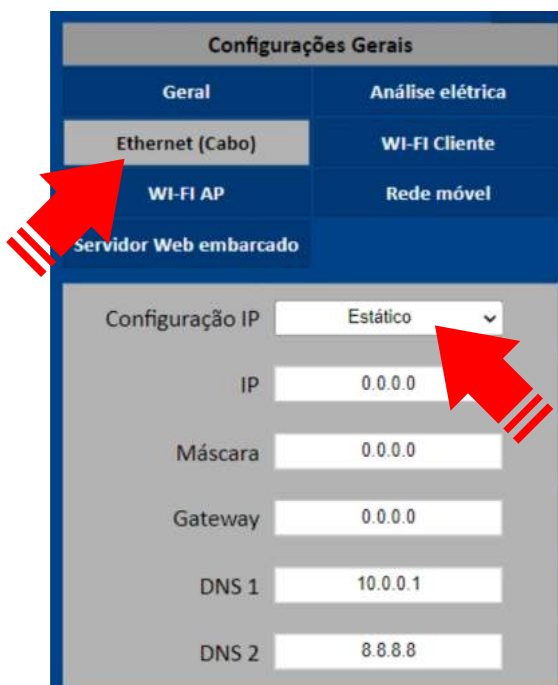 Configurações Gerais
Geral Análise elétrica
Ethernet (Cabo) WI-FI Cliente
WI-FI AP Rede móvel
Servidor Web embarcado
Configuração IP Estático
IP 0.0.0.0
Máscara 0.0.0.0
Gateway 0.0.0.0
DNS 1 10.0.0.1
DNS 2 8.8.8.8